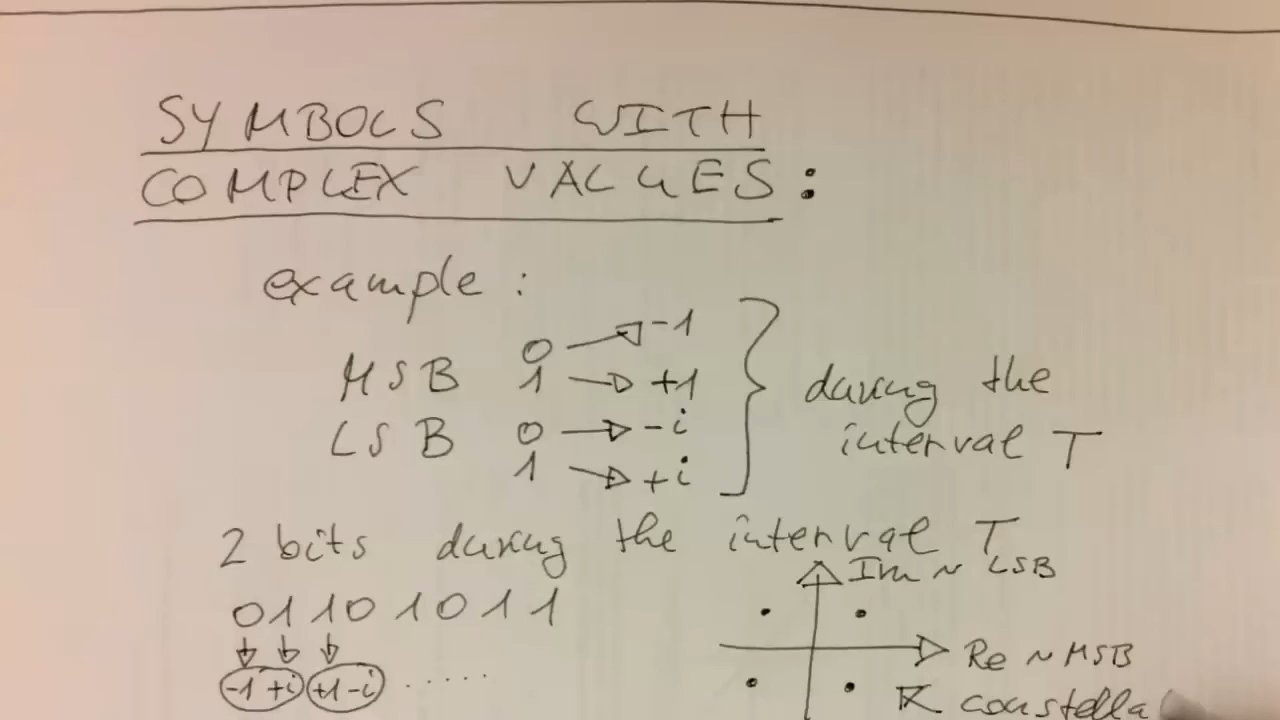 SYMBOLS WITH
COMPLEX VALUES:
example:
MSB 0 → -1
1 → +1
LSB 0 → -i
1 → +i
during the
interval T
2 bits during the interval T
01101011
-1 +i +1 -i ......
Im ~ LSB
Re ~ MSB
constella